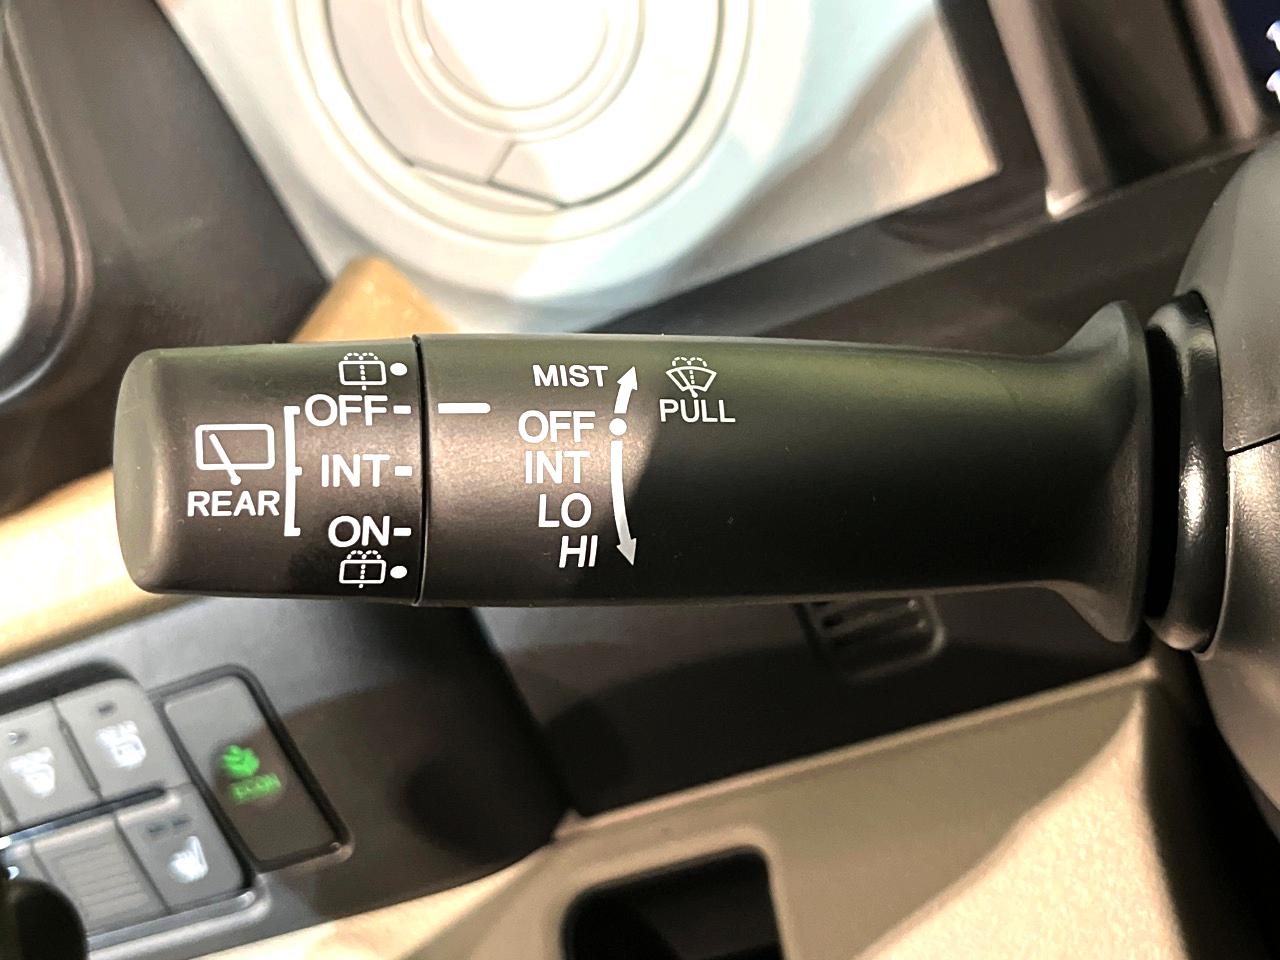 OFF
INT
ON
REAR
MIST
OFF
INT
LO
HI
PULL
ECON